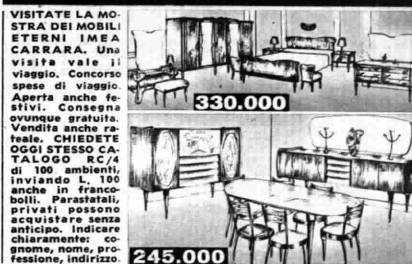 VISITATE LA MO-
STRA DEI MOBILI
ETERNI IMEA
CARRARA. Una
visita vale il
viaggio. Concorso
spese di viaggio.
Aperta anche fe-
stivi. Consegna
ovunque gratuita.
Vendita anche ra-
teale. CHIEDETE
OGGI STESSO CA-
TALOGO RC/4
di 100 ambienti,
inviando L. 100
anche in franco-
bolli. Parastatali,
privati possono
acquistare senza
anticipo. Indicare
chiaramente: co-
gnome, nome, pro-
fessione, indirizzo.
330.000
245.000